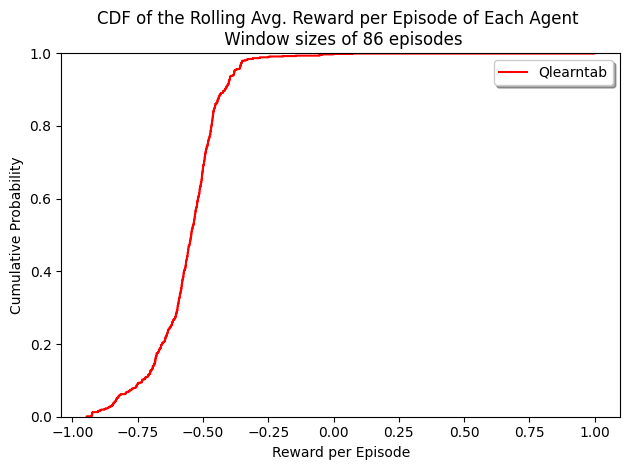 CDF of the Rolling Avg. Reward per Episode of Each Agent
Window sizes of 86 episodes
Qlearntab
Cumulative Probability
1.0
0.8
0.6
0.4
0.2
0.0
−1.00 −0.75 −0.50 −0.25 0.00 0.25 0.50 0.75 1.00
Reward per Episode